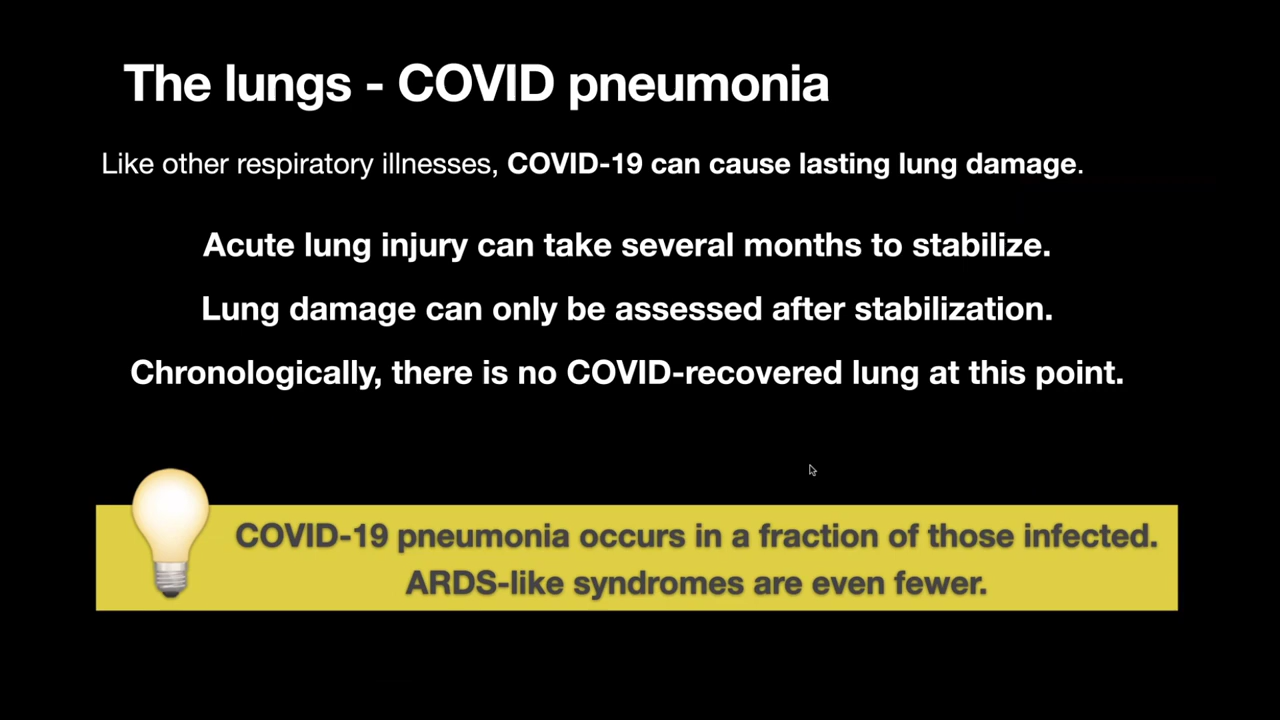 The lungs - COVID pneumonia
Like other respiratory illnesses, COVID-19 can cause lasting lung damage.
Acute lung injury can take several months to stabilize.
Lung damage can only be assessed after stabilization.
Chronologically, there is no COVID-recovered lung at this point.
COVID-19 pneumonia occurs in a fraction of those infected.
ARDS-like syndromes are even fewer.